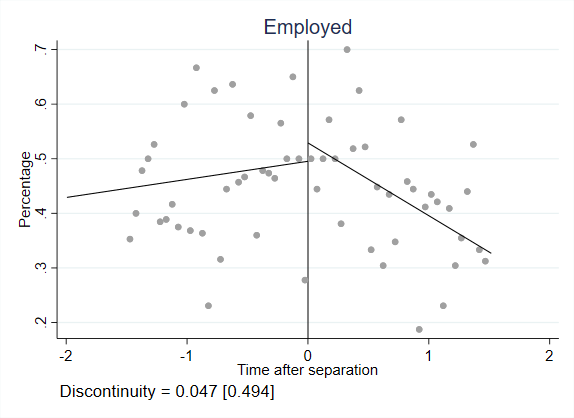 Employed
.7
.6
.5
.4
.3
.2
Percentage
-2 -1 0 1 2
Time after separation
Discontinuity = 0.047 [0.494]